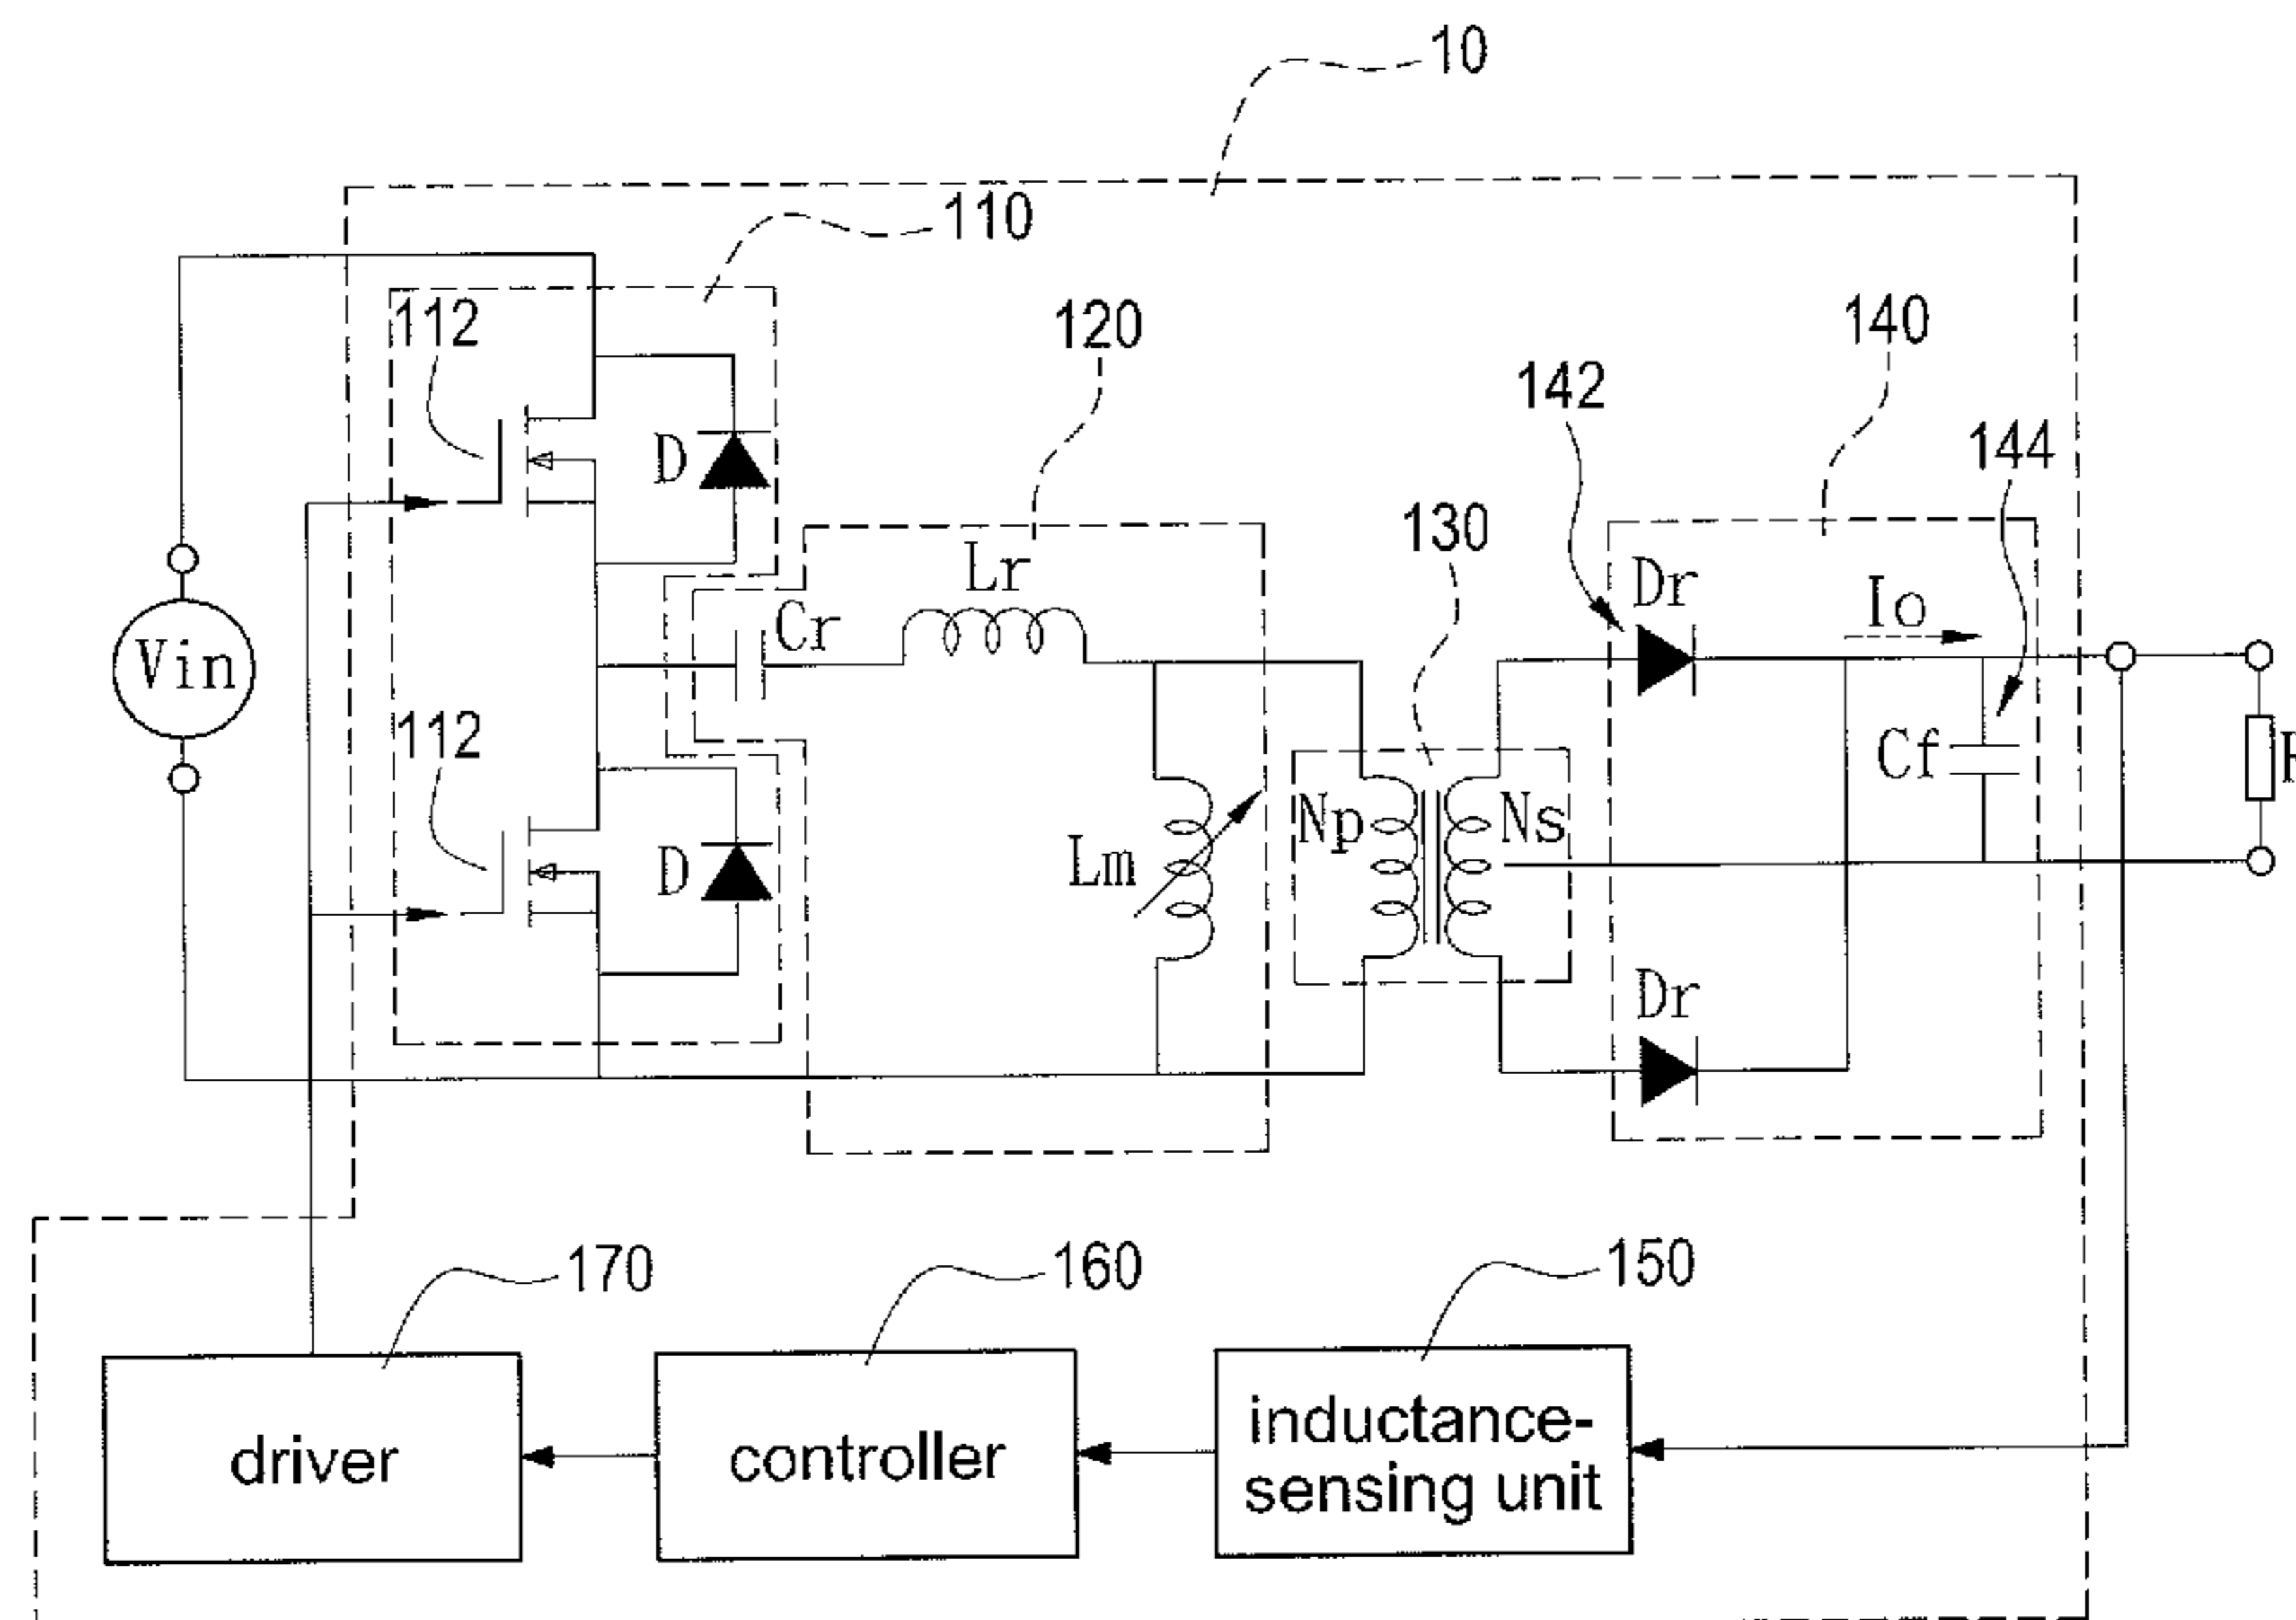 10
110
112
120
140
142
144
D
130
Lr
Dr
Io
Cr
Vin
112
Cf
Np
Ns
Lm
D
Dr
170
160
150
driver
controller
inductance-
sensing unit